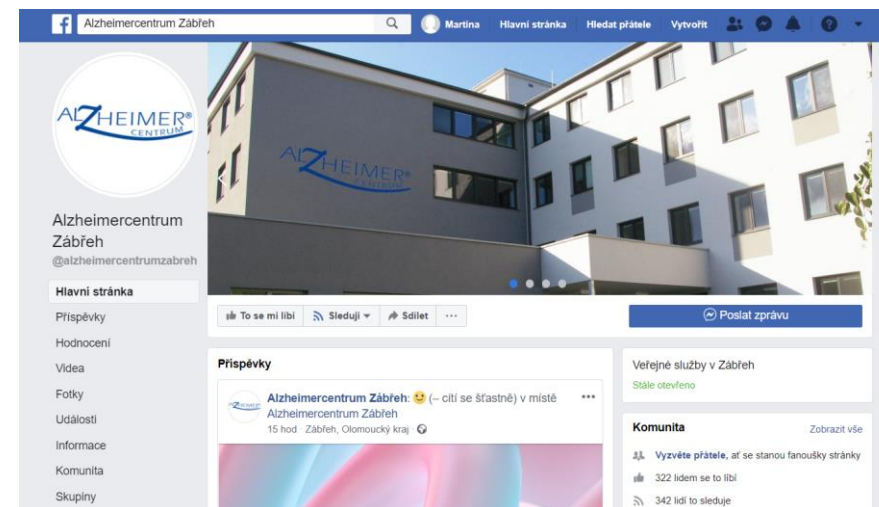 Alzheimercentrum Zábřeh
Martina
Hlavní stránka
Hledat přátele
Vytvořit
ALZHEIMER®
CENTRUM
ALZHEIMER®
CENTRUM
Alzheimercentrum
Zábřeh
@alzheimercentrumzabreh
Hlavní stránka
Příspěvky
Hodnocení
Videa
Fotky
Události
Informace
Komunita
Skupiny
To se mi líbí
Sleduji
Sdílet
Poslat zprávu
Příspěvky
Alzheimercentrum Zábřeh: 🙂 (– cítí se šťastně) v místě
Alzheimercentrum Zábřeh
15 hod · Zábřeh, Olomoucký kraj ·
Veřejné služby v Zábřeh
Stále otevřeno
Komunita
Zobrazit vše
Vyzvěte přátele, ať se stanou fanoušky stránky
322 lidem se to líbí
342 lidí to sleduje